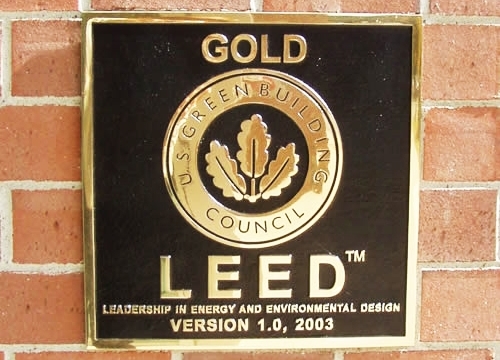 GOLD
U.S. GREEN BUILDING
COUNCIL
LEED™
LEADERSHIP IN ENERGY AND ENVIRONMENTAL DESIGN
VERSION 1.0, 2003